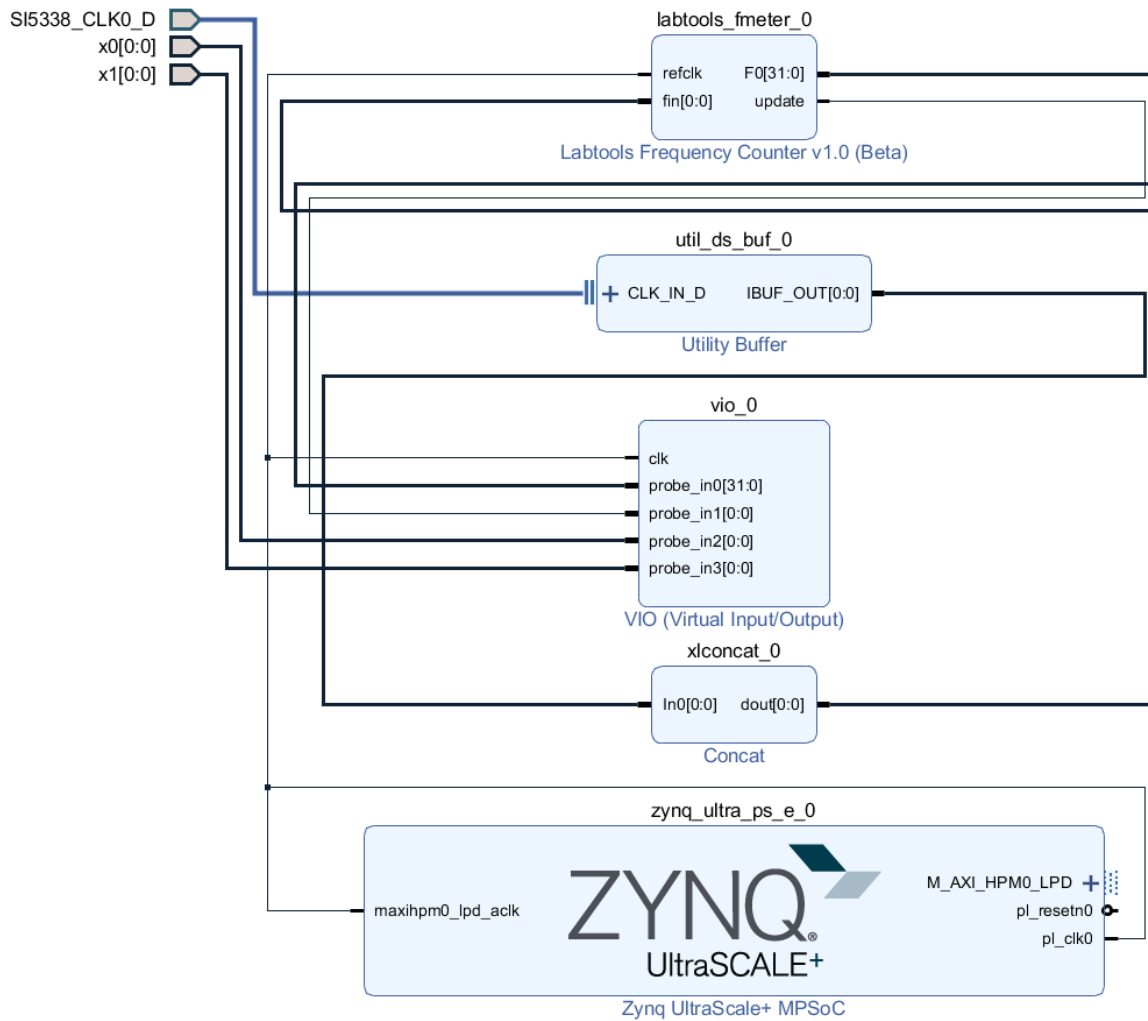 SI5338_CLK0_D
x0[0:0]
x1[0:0]
labtools_fmeter_0
refclk F0[31:0]
fin[0:0] update
Labtools Frequency Counter v1.0 (Beta)
util_ds_buf_0
CLK_IN_D IBUF_OUT[0:0]
Utility Buffer
vio_0
clk
probe_in0[31:0]
probe_in1[0:0]
probe_in2[0:0]
probe_in3[0:0]
VIO (Virtual Input/Output)
xlconcat_0
In0[0:0] dout[0:0]
Concat
zynq_ultra_ps_e_0
ZYNQ®
UltraSCALE+
maxihpm0_lpd_aclk
M_AXI_HPM0_LPD
pl_resetn0
pl_clk0
Zynq UltraScale+ MPSoC